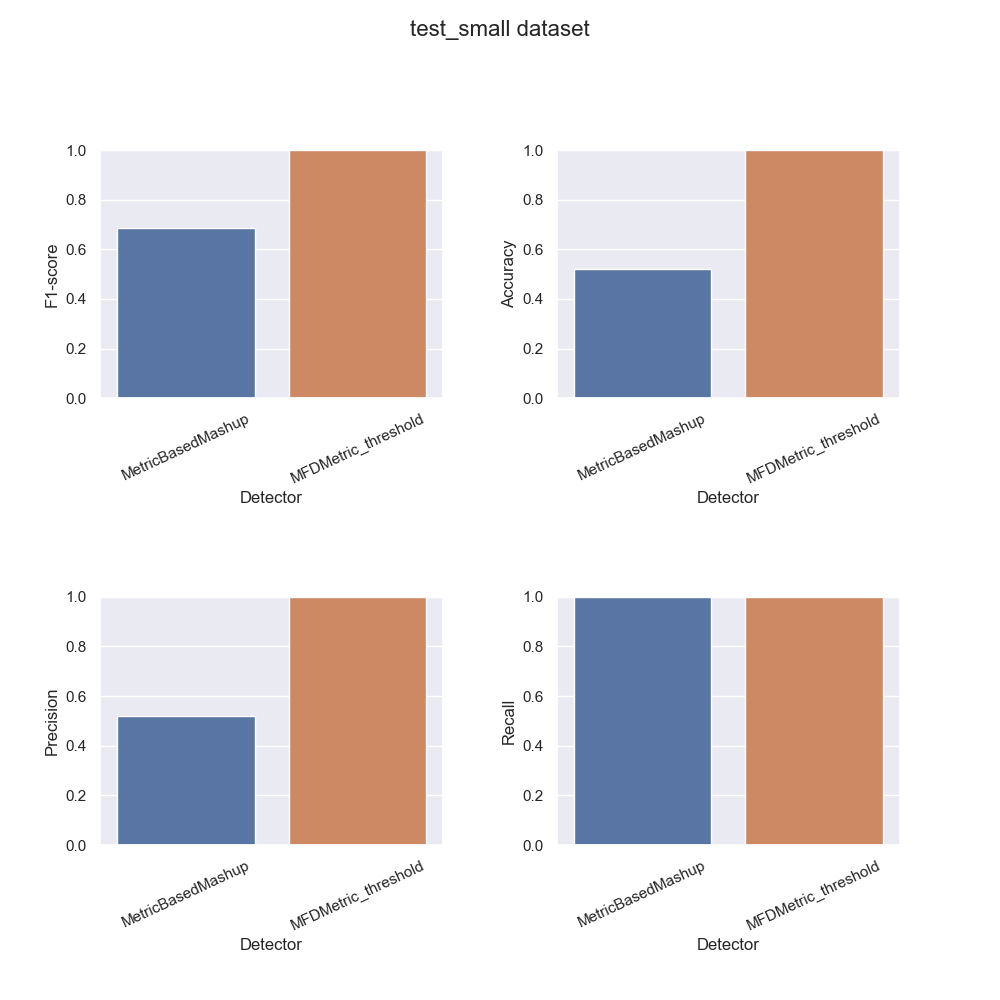 test_small dataset
1.0
0.8
0.6
0.4
0.2
0.0
F1-score
MetricBasedMashup
MFDMetric_threshold
Detector
1.0
0.8
0.6
0.4
0.2
0.0
Accuracy
MetricBasedMashup
MFDMetric_threshold
Detector
1.0
0.8
0.6
0.4
0.2
0.0
Precision
MetricBasedMashup
MFDMetric_threshold
Detector
1.0
0.8
0.6
0.4
0.2
0.0
Recall
MetricBasedMashup
MFDMetric_threshold
Detector